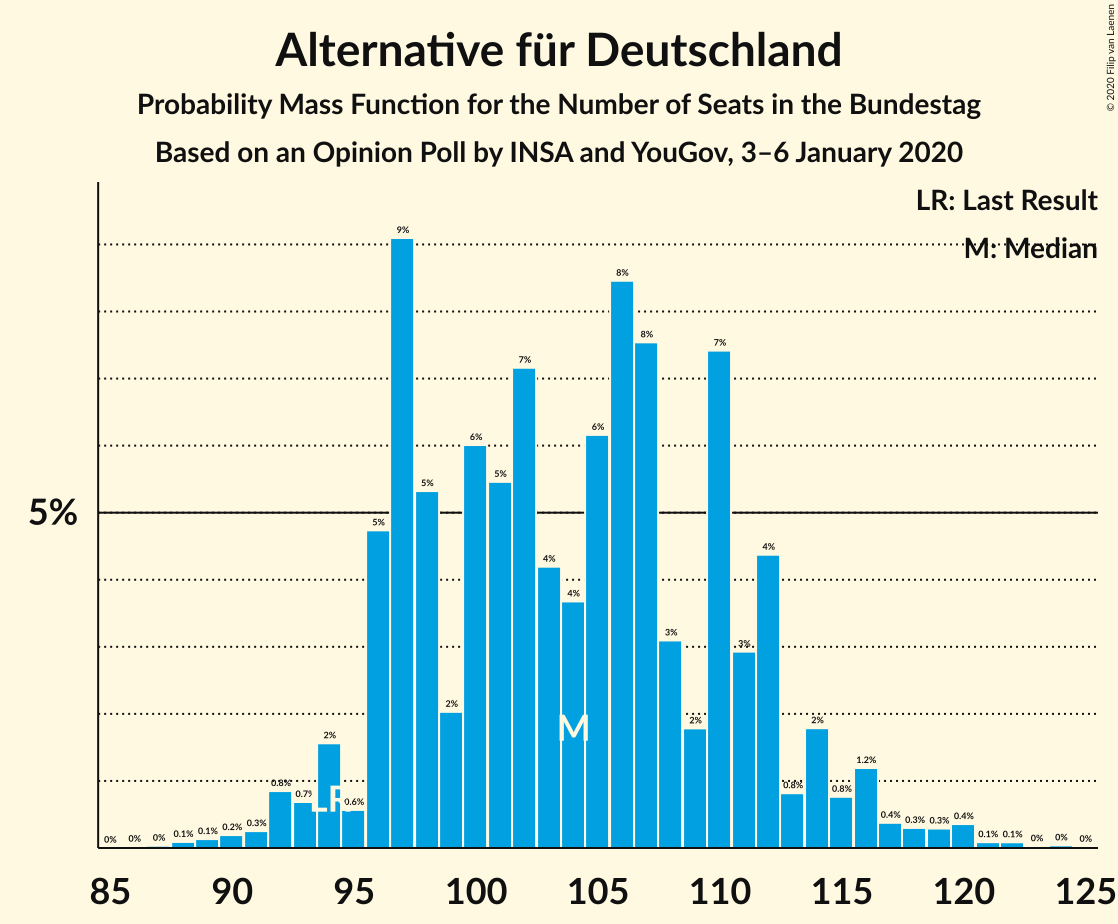 Alternative für Deutschland
Probability Mass Function for the Number of Seats in the Bundestag
Based on an Opinion Poll by INSA and YouGov, 3–6 January 2020
© 2020 Filip van Laenen
LR: Last Result
M: Median
5%
0% 0% 0% 0.1% 0.1% 0.2% 0.3% 0.8% 0.7% 2% 0.6% 5% 9% 5% 2% 6% 5% 7% 4% 4% 6% 8% 8% 3% 2% 7% 3% 4% 0.8% 2% 0.8% 1.2% 0.4% 0.3% 0.3% 0.4% 0.1% 0.1% 0% 0% 0%
LR
M
85 90 95 100 105 110 115 120 125